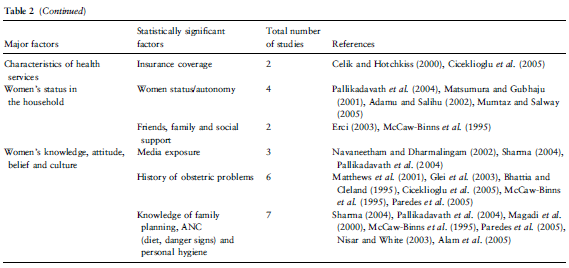 Table 2 (Continued)
Major factors
Statistically significant
factors
Total number
of studies
References
Characteristics of health
services
Insurance coverage
2
Celik and Hotchkiss (2000), Ciceklioglu et al. (2005)
Women's status in
the household
Women status/autonomy
4
Pallikadavath et al. (2004), Matsumura and Gubhaju
(2001), Adamu and Salihu (2002), Mumtaz and Salway
(2005)
Friends, family and social
support
2
Erci (2003), McCaw-Binns et al. (1995)
Women's knowledge, attitude,
belief and culture
Media exposure
3
Navaneetham and Dharmalingam (2002), Sharma (2004),
Pallikadavath et al. (2004)
History of obstetric problems
6
Matthews et al. (2001), Glei et al. (2003), Bhattia and
Cleland (1995), Ciceklioglu et al. (2005), McCaw-Binns
et al. (1995), Paredes et al. (2005)
Knowledge of family
planning, ANC
(diet, danger signs) and
personal hygiene
7
Sharma (2004), Pallikadavath et al. (2004), Magadi et al.
(2000), McCaw-Binns et al. (1995), Paredes et al. (2005),
Nisar and White (2003), Alam et al. (2005)